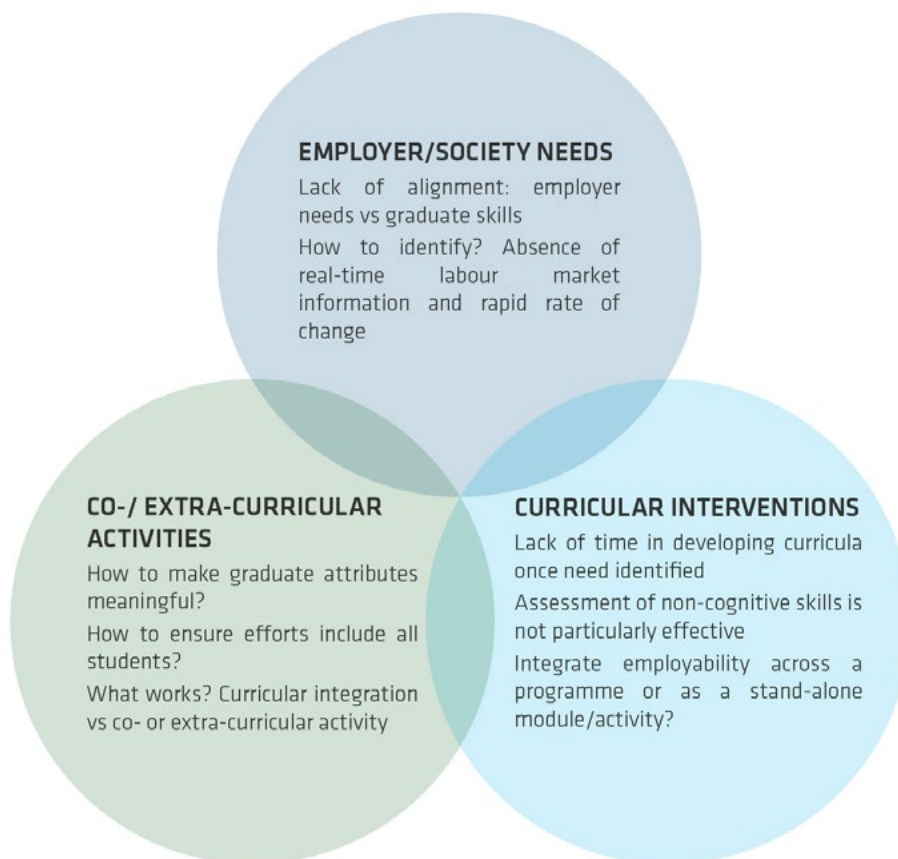 EMPLOYER/SOCIETY NEEDS
Lack of alignment: employer
needs vs graduate skills
How to identify? Absence of
real-time labour market
information and rapid rate of
change
CO-/ EXTRA-CURRICULAR
ACTIVITIES
How to make graduate attributes
meaningful?
How to ensure efforts include all
students?
What works? Curricular integration
vs co- or extra-curricular activity
CURRICULAR INTERVENTIONS
Lack of time in developing curricula
once need identified
Assessment of non-cognitive skills is
not particularly effective
Integrate employability across a
programme or as a stand-alone
module/activity?